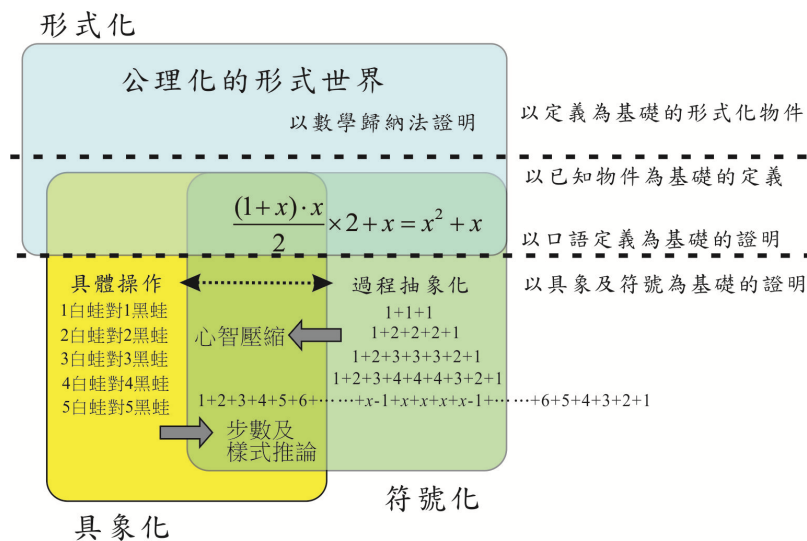 形式化
公理化的形式世界
以數學歸納法證明
以定義為基礎的形式化物件
以已知物件為基礎的定義
(1+x)·x/2 ×2+x=x²+x
以口語定義為基礎的證明
具體操作
過程抽象化
以具象及符號為基礎的證明
1白蛙對1黑蛙
2白蛙對2黑蛙
3白蛙對3黑蛙
4白蛙對4黑蛙
5白蛙對5黑蛙
心智壓縮
1+1+1
1+2+2+2+1
1+2+3+3+3+2+1
1+2+3+4+4+4+3+2+1
1+2+3+4+5+6+……+x-1+x+x+x+x-1+……+6+5+4+3+2+1
步數及
樣式推論
符號化
具象化